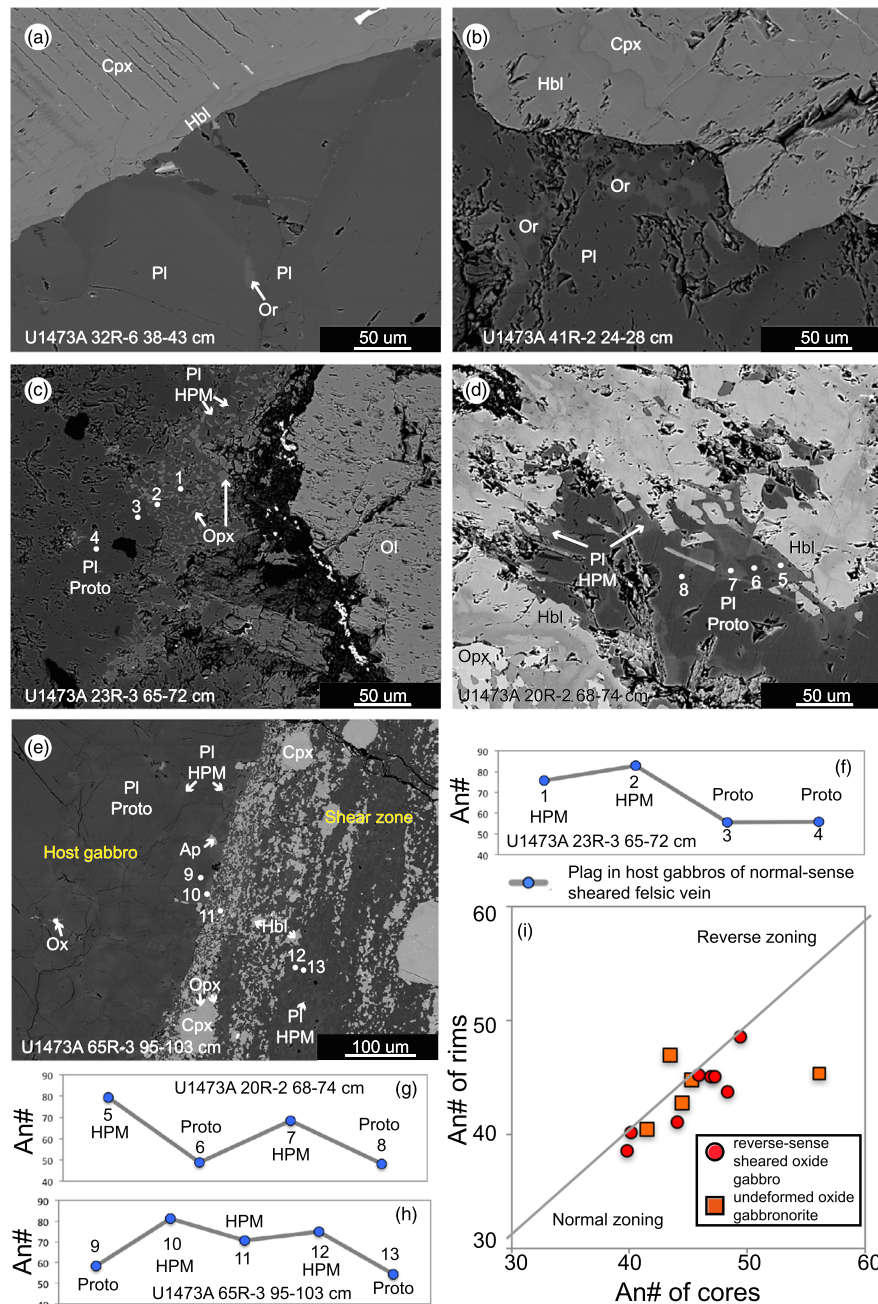 (a)
Cpx
Hbl
Pl
Pl
Or
U1473A 32R-6 38-43 cm
50 um
(b)
Cpx
Hbl
Or
Or
Pl
U1473A 41R-2 24-28 cm
50 um
(c)
Pl
HPM
1
2
3
4
Pl
Proto
Opx
Ol
U1473A 23R-3 65-72 cm
50 um
(d)
Pl
HPM
Hbl
8
7
6
5
Pl
Proto
Hbl
Opx
U1473A 20R-2 68-74 cm
50 um
(e)
Pl
HPM
Pl
Proto
Cpx
Shear zone
Host gabbro
Ap
9
10
11
Hbl
12
13
Ox
Opx
Cpx
Pl
HPM
U1473A 65R-3 95-103 cm
100 um
(f)
An#
90
80
70
60
50
40
1
HPM
2
HPM
Proto
3
Proto
4
U1473A 23R-3 65-72 cm
Plag in host gabbros of normal-sense
sheared felsic vein
(g)
U1473A 20R-2 68-74 cm
An#
90
80
70
60
50
40
5
HPM
Proto
6
7
HPM
Proto
8
(h)
An#
90
80
70
60
50
40
9
Proto
10
HPM
HPM
11
12
HPM
13
Proto
U1473A 65R-3 95-103 cm
(i)
Reverse zoning
Normal zoning
An# of rims
60
50
40
30
30
40
50
60
An# of cores
reverse-sense
sheared oxide
gabbro
undeformed oxide
gabbronorite